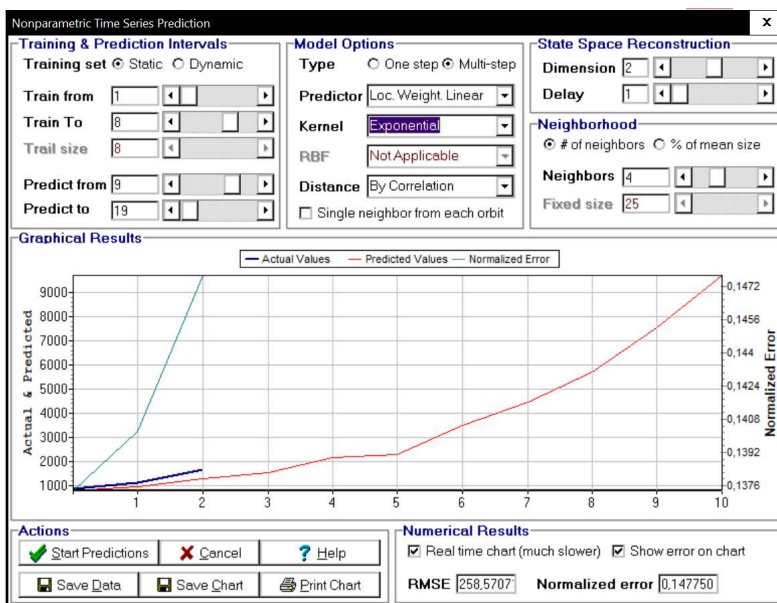 Nonparametric Time Series Prediction
x
Training & Prediction Intervals
Training set Static Dynamic
Train from 1
Train To 8
Trail size 8
Predict from 9
Predict to 19
Model Options
Type One step Multi-step
Predictor Loc. Weight. Linear
Kernel Exponential
RBF Not Applicable
Distance By Correlation
Single neighbor from each orbit
State Space Reconstruction
Dimension 2
Delay 1
Neighborhood
# of neighbors % of mean size
Neighbors 4
Fixed size 25
Graphical Results
Actual Values Predicted Values Normalized Error
Actual & Predicted
9000
8000
7000
6000
5000
4000
3000
2000
1000
1 2 3 4 5 6 7 8 9 10
0,1472
0,1456
0,144
0,1424
0,1408
0,1392
0,1376
Normalized Error
Actions
Start Predictions Cancel ? Help
Save Data Save Chart Print Chart
Numerical Results
Real time chart (much slower) Show error on chart
RMSE 258,5707 Normalized error 0,147750